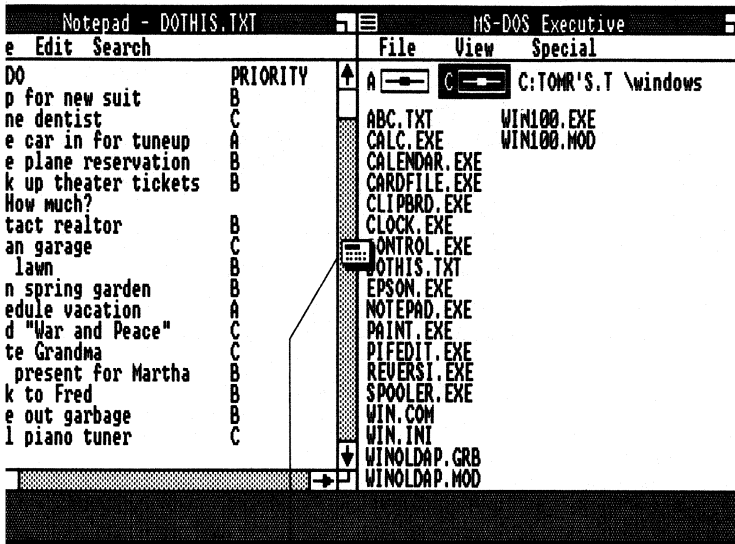 Notepad - DOTHIS.TXT
e Edit Search
DO PRIORITY
p for new suit B
ne dentist C
e car in for tuneup A
e plane reservation B
k up theater tickets B
How much?
tact realtor B
an garage C
lawn B
n spring garden B
edule vacation A
d "War and Peace" C
te Grandma C
present for Martha B
k to Fred B
e out garbage B
l piano tuner C
MS-DOS Executive
File View Special
A C C:TOMR'S.T \windows
ABC.TXT WIN100.EXE
CALC.EXE WIN100.MOD
CALENDAR.EXE
CARDFILE.EXE
CLIPBRD.EXE
CLOCK.EXE
CONTROL.EXE
DOTHIS.TXT
EPSON.EXE
NOTEPAD.EXE
PAINT.EXE
PIFEDIT.EXE
REVERSI.EXE
SPOOLER.EXE
WIN.COM
WIN.INI
WINOLDAP.GRB
WINOLDAP.MOD